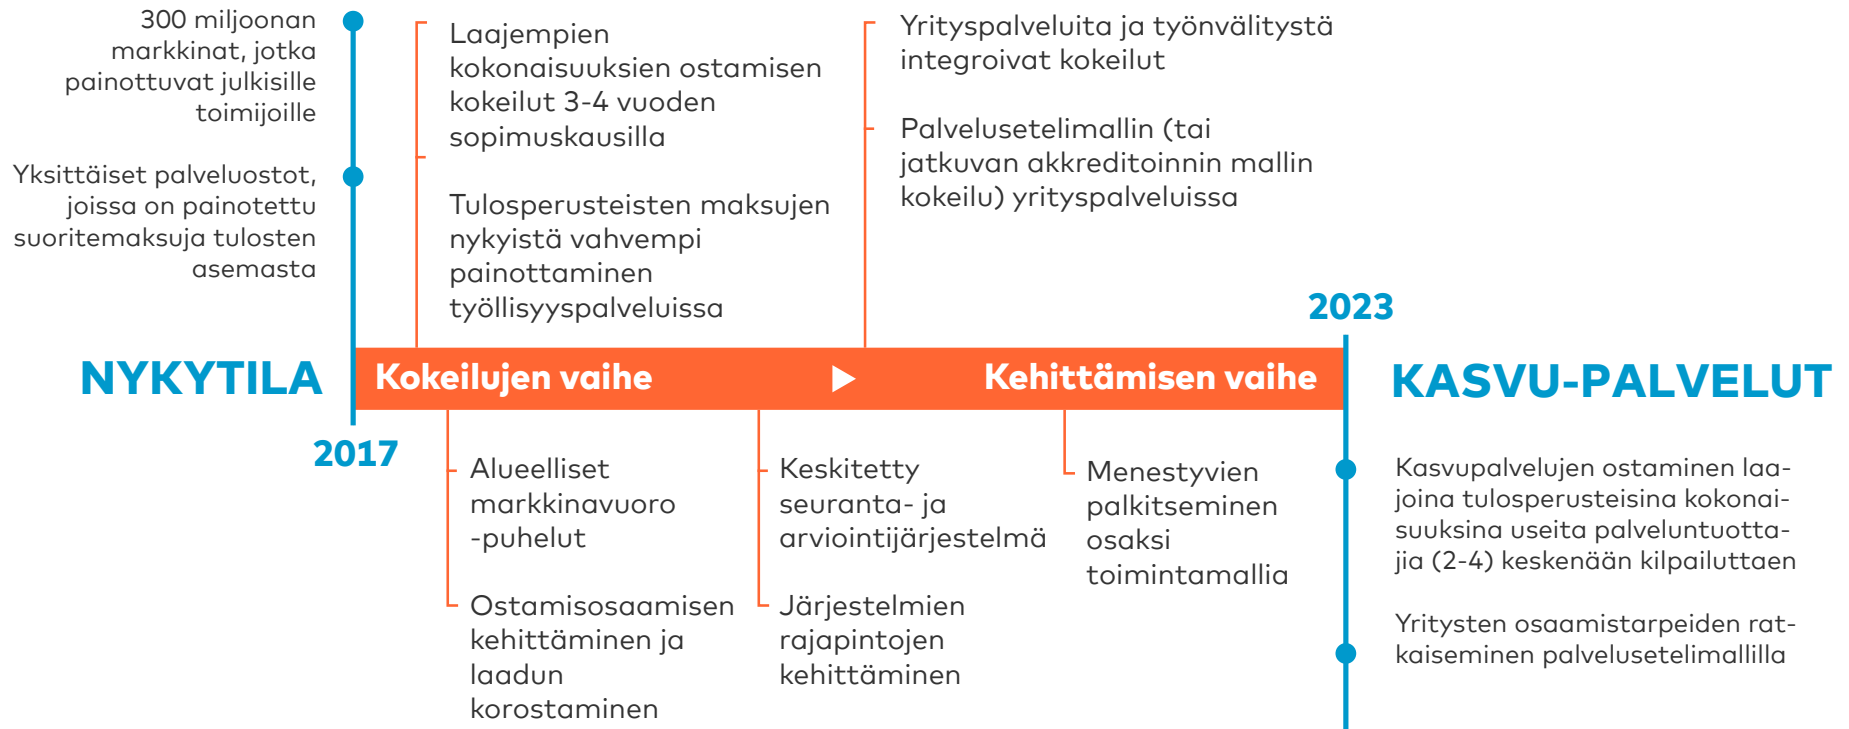 300 miljoonan
markkinat, jotka
painottuvat julkisille
toimijoille
Yksittäiset palveluostot,
joissa on painotettu
suoritemaksuja tulosten
asemasta
Laajempien
kokonaisuuksien ostamisen
kokeilut 3-4 vuoden
sopimuskausilla
Tulosperusteisten maksujen
nykyistä vahvempi
painottaminen
työllisyyspalveluissa
Yrityspalveluita ja työnvälitystä
integroivat kokeilut
Palvelusetelimallin (tai
jatkuvan akkreditoinnin mallin
kokeilu) yrityspalveluissa
2023
NYKYTILA
Kokeilujen vaihe
Kehittämisen vaihe
KASVU-PALVELUT
2017
Alueelliset
markkinavuoro
-puhelut
Ostamisosaamisen
kehittäminen ja
laadun
korostaminen
Keskitetty
seuranta- ja
arviointijärjestelmä
Järjestelmien
rajapintojen
kehittäminen
Menestyvien
palkitseminen
osaksi
toimintamallia
Kasvupalvelujen ostaminen laa-
joina tulosperusteisina kokonai-
suuksina useita palveluntuotta-
jia (2-4) keskenään kilpailuttaen
Yritysten osaamistarpeiden rat-
kaiseminen palvelusetelimallilla